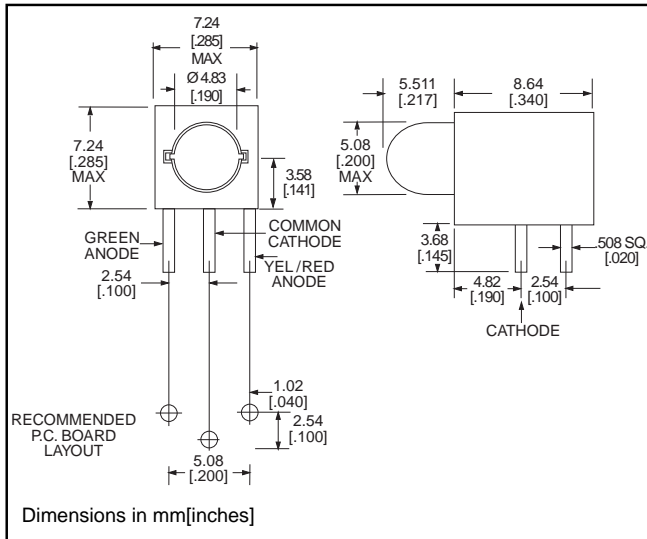 7.24
[.285]
MAX
Ø 4.83
[.190]
7.24
[.285]
MAX
3.58
[.141]
GREEN
ANODE
COMMON
CATHODE
YEL/RED
ANODE
2.54
[.100]
1.02
[.040]
2.54
[.100]
RECOMMENDED
P.C. BOARD
LAYOUT
5.08
[.200]
5.511
[.217]
8.64
[.340]
5.08
[.200]
MAX
3.68
[.145]
.508 SQ.
[.020]
4.82
[.190]
2.54
[.100]
CATHODE
Dimensions in mm[inches]